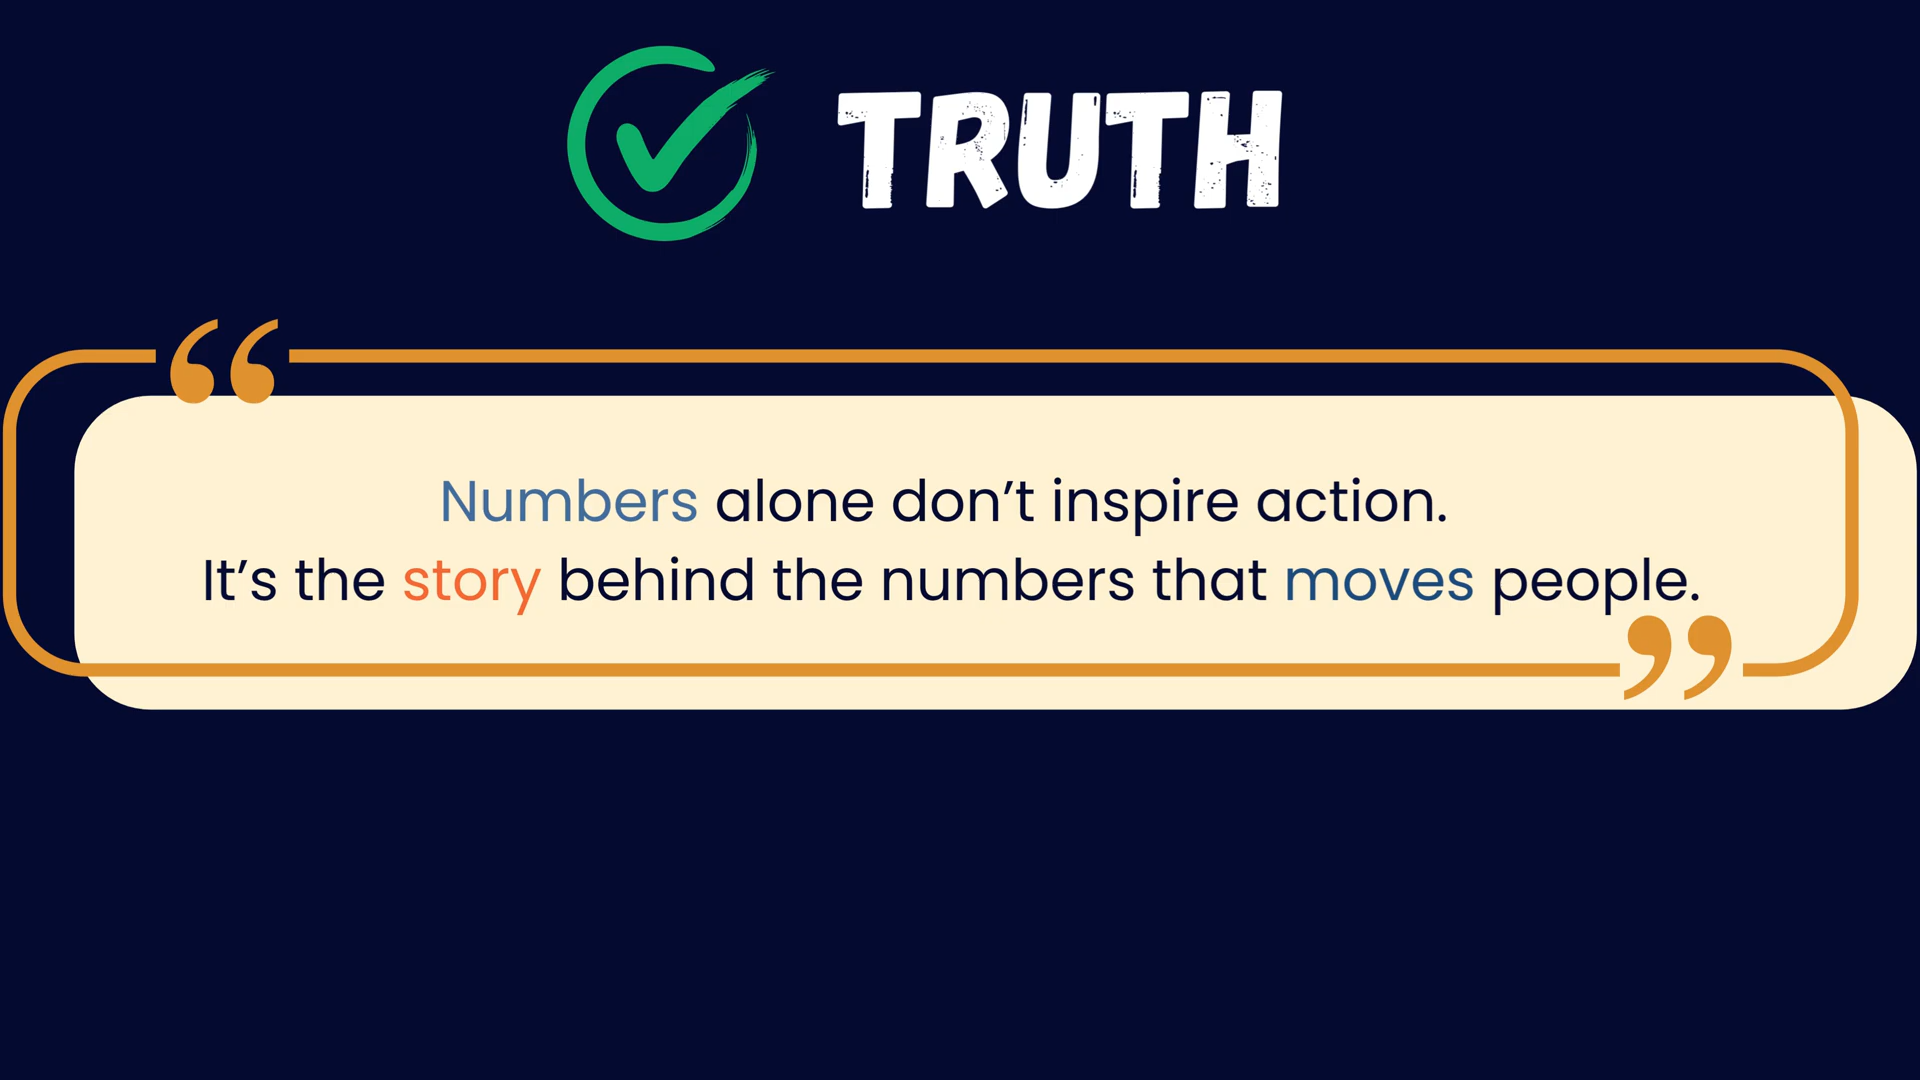 TRUTH
“
Numbers alone don’t inspire action.
It’s the story behind the numbers that moves people.
”